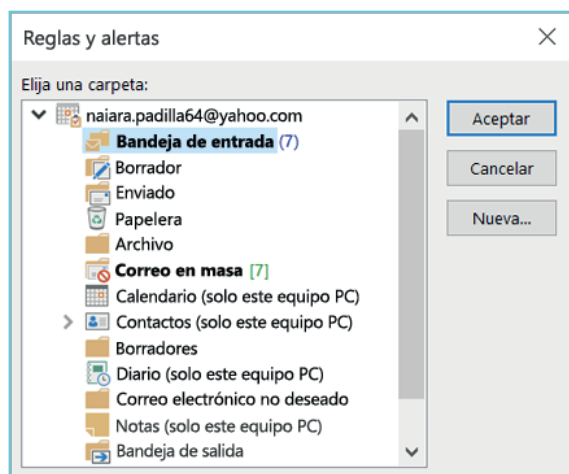 Reglas y alertas
Elija una carpeta:
naiara.padilla64@yahoo.com
Bandeja de entrada (7)
Borrador
Enviado
Papelera
Archivo
Correo en masa [7]
Calendario (solo este equipo PC)
Contactos (solo este equipo PC)
Borradores
Diario (solo este equipo PC)
Correo electrónico no deseado
Notas (solo este equipo PC)
Bandeja de salida
Aceptar
Cancelar
Nueva...